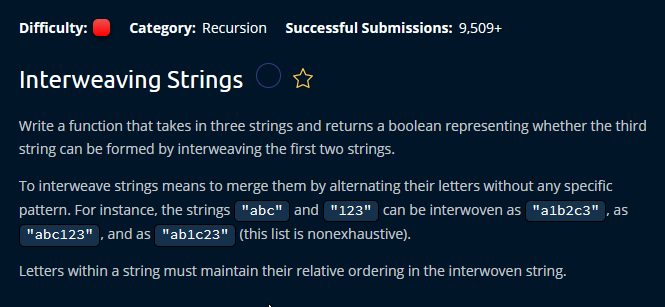 Difficulty: Category: Recursion Successful Submissions: 9,509+
Interweaving Strings
Write a function that takes in three strings and returns a boolean representing whether the third
string can be formed by interweaving the first two strings.
To interweave strings means to merge them by alternating their letters without any specific
pattern. For instance, the strings "abc" and "123" can be interwoven as "a1b2c3", as
"abc123", and as "ab1c23" (this list is nonexhaustive).
Letters within a string must maintain their relative ordering in the interwoven string.